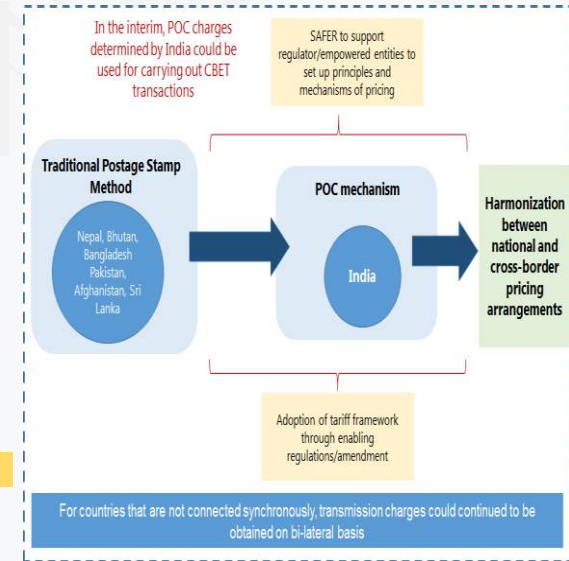 In the interim, POC charges
determined by India could be
used for carrying out CBET
transactions
SAFER to support
regulator/empowered entities to
set up principles and
mechanisms of pricing
Traditional Postage Stamp
Method
Nepal, Bhutan,
Bangladesh
Pakistan,
Afghanistan, Sri
Lanka
POC mechanism
India
Harmonization
between
national and
cross-border
pricing
arrangements
Adoption of tariff framework
through enabling
regulations/amendment
For countries that are not connected synchronously, transmission charges could continued to be
obtained on bi-lateral basis